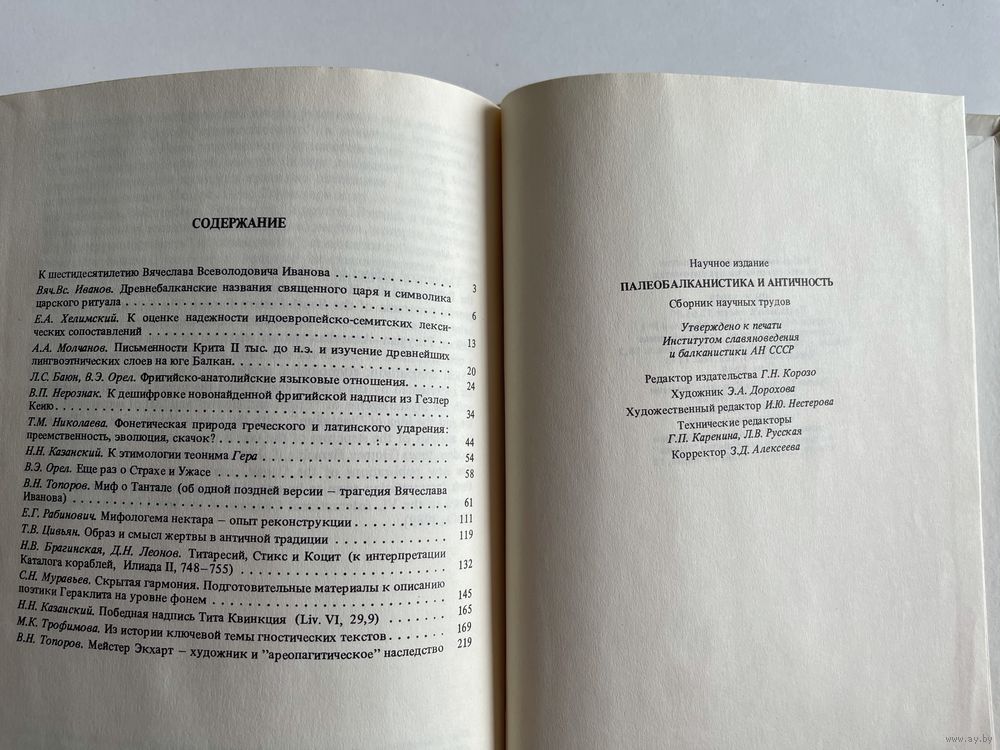 СОДЕРЖАНИЕ
К шестидесятилетию Вячеслава Всеволодовича Иванова . . . . . . . . . . . . . 3
Вяч.Вс. Иванов. Древнебалканские названия священного царя и символика
царского ритуала . . . . . . . . . . . . . . . . . . . . . . . . . . . . . . . . . . . . 6
Е.А. Хелимский. К оценке надежности индоевропейско-семитских лекси-
ческих сопоставлений . . . . . . . . . . . . . . . . . . . . . . . . . . . . . . . . 13
А.А. Молчанов. Письменности Крита II тыс. до н.э. и изучение древнейших
лингвоэтнических слоев на юге Балкан. . . . . . . . . . . . . . . . . . . . . . 20
Л.С. Баюн, В.Э. Орел. Фригийско-анатолийские языковые отношения. . . . . 24
В.П. Нерознак. К дешифровке новонайденной фригийской надписи из Гезлер
Кейю. . . . . . . . . . . . . . . . . . . . . . . . . . . . . . . . . . . . . . . . . . . . 34
Т.М. Николаева. Фонетическая природа греческого и латинского ударения:
преемственность, эволюция, скачок? . . . . . . . . . . . . . . . . . . . . . . . 44
Н.Н. Казанский. К этимологии теонима Гера . . . . . . . . . . . . . . . . . . . 54
В.Э. Орел. Еще раз о Страхе и Ужасе . . . . . . . . . . . . . . . . . . . . . . . 58
В.Н. Топоров. Миф о Тантале (об одной поздней версии – трагедия Вячеслава
Иванова) . . . . . . . . . . . . . . . . . . . . . . . . . . . . . . . . . . . . . . . . . 61
Е.Г. Рабинович. Мифологема нектара – опыт реконструкции . . . . . . . . . . 111
Т.В. Цивьян. Образ и смысл жертвы в античной традиции . . . . . . . . . . . 119
Н.В. Брагинская, Д.Н. Леонов. Титаресий, Стикс и Коцит (к интерпретации
Каталога кораблей, Илиада II, 748–755) . . . . . . . . . . . . . . . . . . . . . 132
С.Н. Муравьев. Скрытая гармония. Подготовительные материалы к описанию
поэтики Гераклита на уровне фонем . . . . . . . . . . . . . . . . . . . . . . . 145
Н.Н. Казанский. Победная надпись Тита Квинкция (Liv. VI, 29,9) . . . . . . . 165
М.К. Трофимова. Из истории ключевой темы гностических текстов . . . . . . 169
В.Н. Топоров. Мейстер Экхарт – художник и "ареопагитическое" наследство 219
Научное издание
ПАЛЕОБАЛКАНИСТИКА И АНТИЧНОСТЬ
Сборник научных трудов
Утверждено к печати
Институтом славяноведения
и балканистики АН СССР
Редактор издательства Г.Н. Корозо
Художник Э.А. Дорохова
Художественный редактор И.Ю. Нестерова
Технические редакторы
Г.П. Каренина, Л.В. Русская
Корректор З.Д. Алексеева
www.ay.by